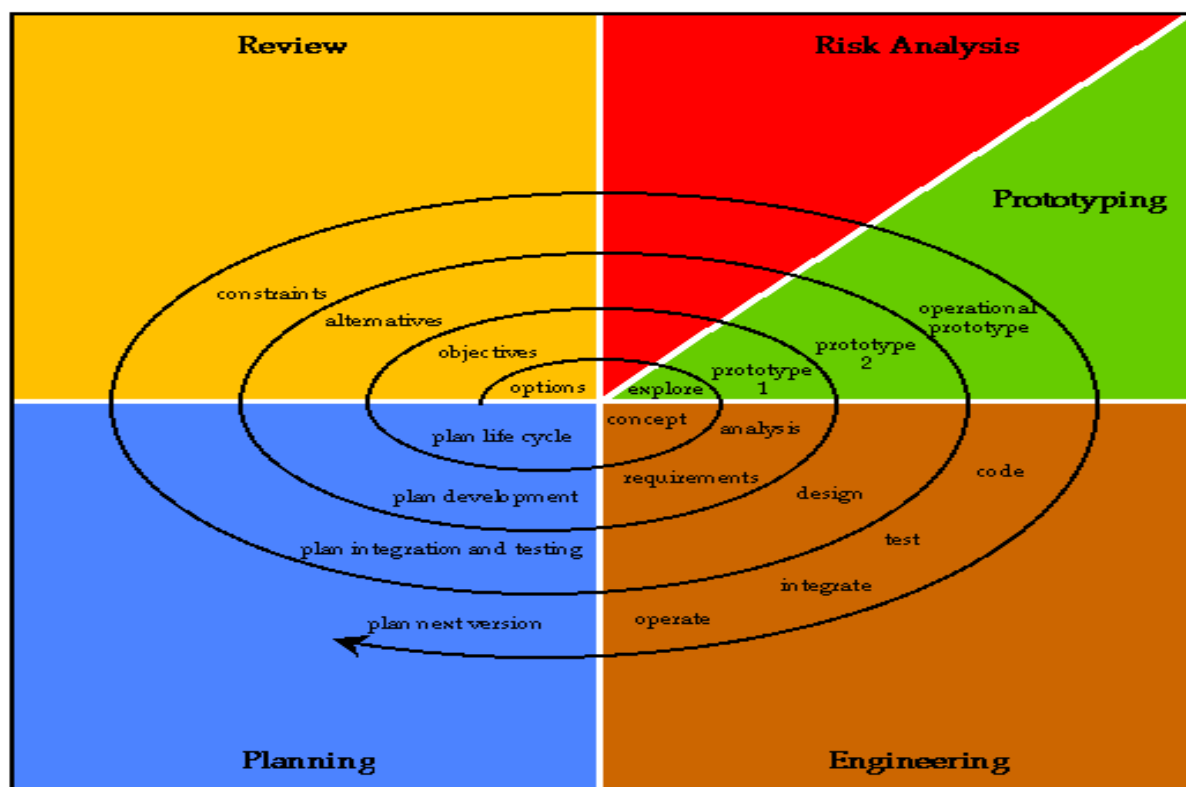 Review
Risk Analysis
Prototyping
constraints
alternatives
objectives
options
operational
prototype
prototype
2
prototype
1
explore
concept
analysis
requirements
design
code
test
integrate
operate
plan life cycle
plan development
plan integration and testing
plan next version
Planning
Engineering